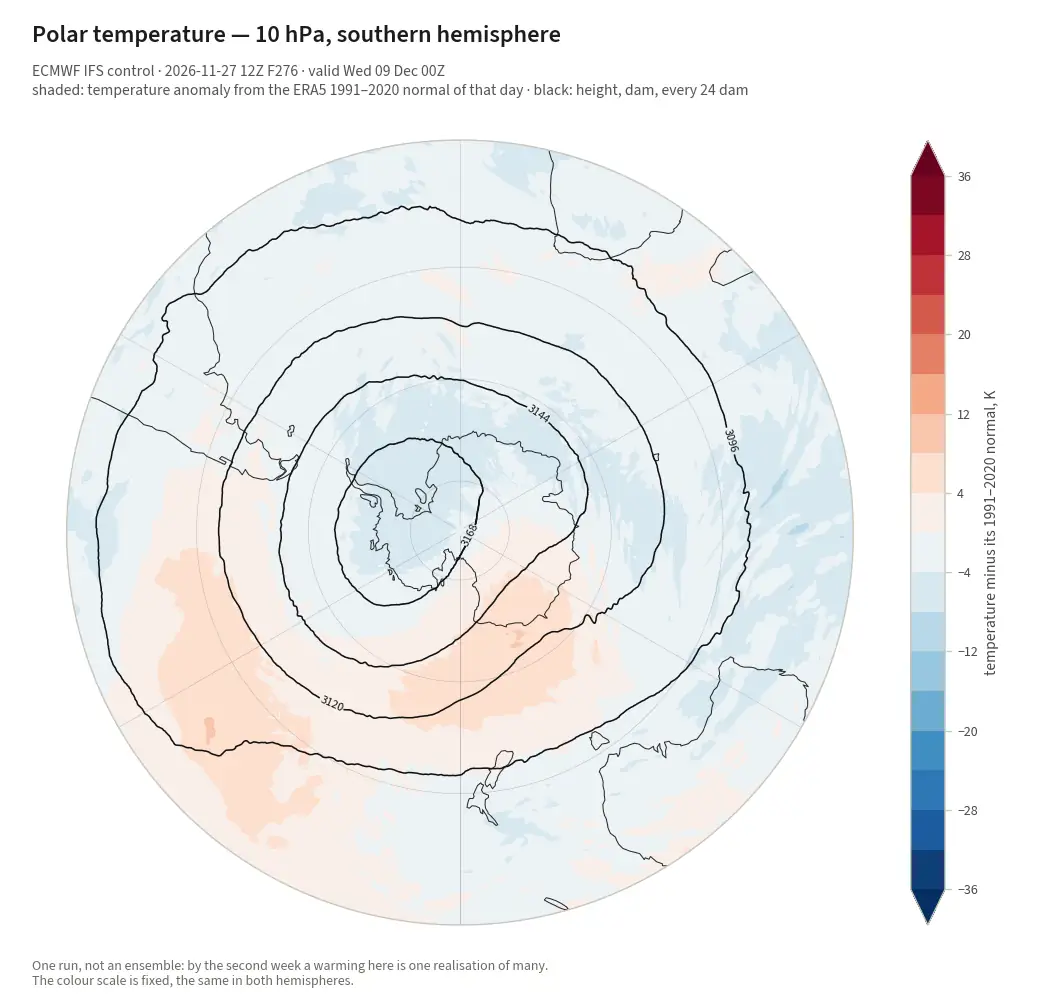 Polar temperature — 10 hPa, southern hemisphere
ECMWF IFS control · 2026-11-27 12Z F276 · valid Wed 09 Dec 00Z
shaded: temperature anomaly from the ERA5 1991–2020 normal of that day · black: height, dam, every 24 dam
36
28
20
12
4
−4
−12
−20
−28
−36
temperature minus its 1991–2020 normal, K
3144
3096
3168
3120
One run, not an ensemble: by the second week a warming here is one realisation of many.
The colour scale is fixed, the same in both hemispheres.